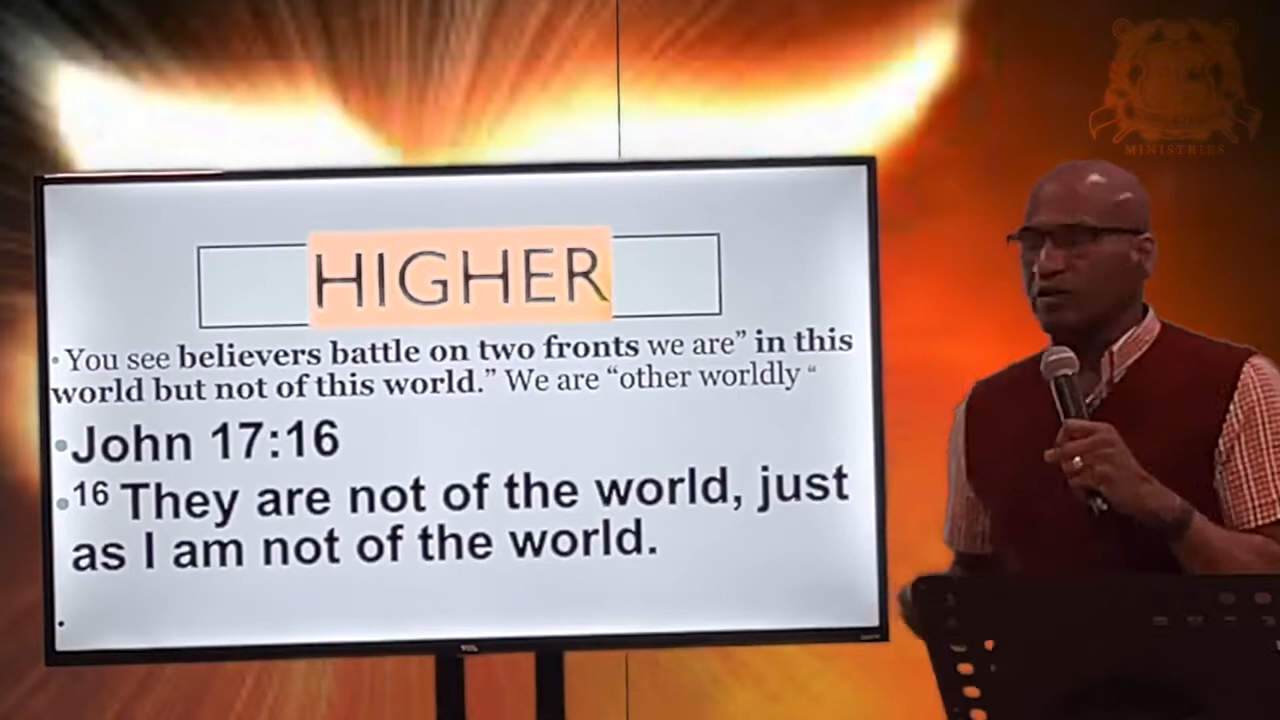 MINISTRIES
HIGHER
• You see believers battle on two fronts we are” in this
world but not of this world.” We are “other worldly “
•John 17:16
•16 They are not of the world, just
as I am not of the world.
•
TCL